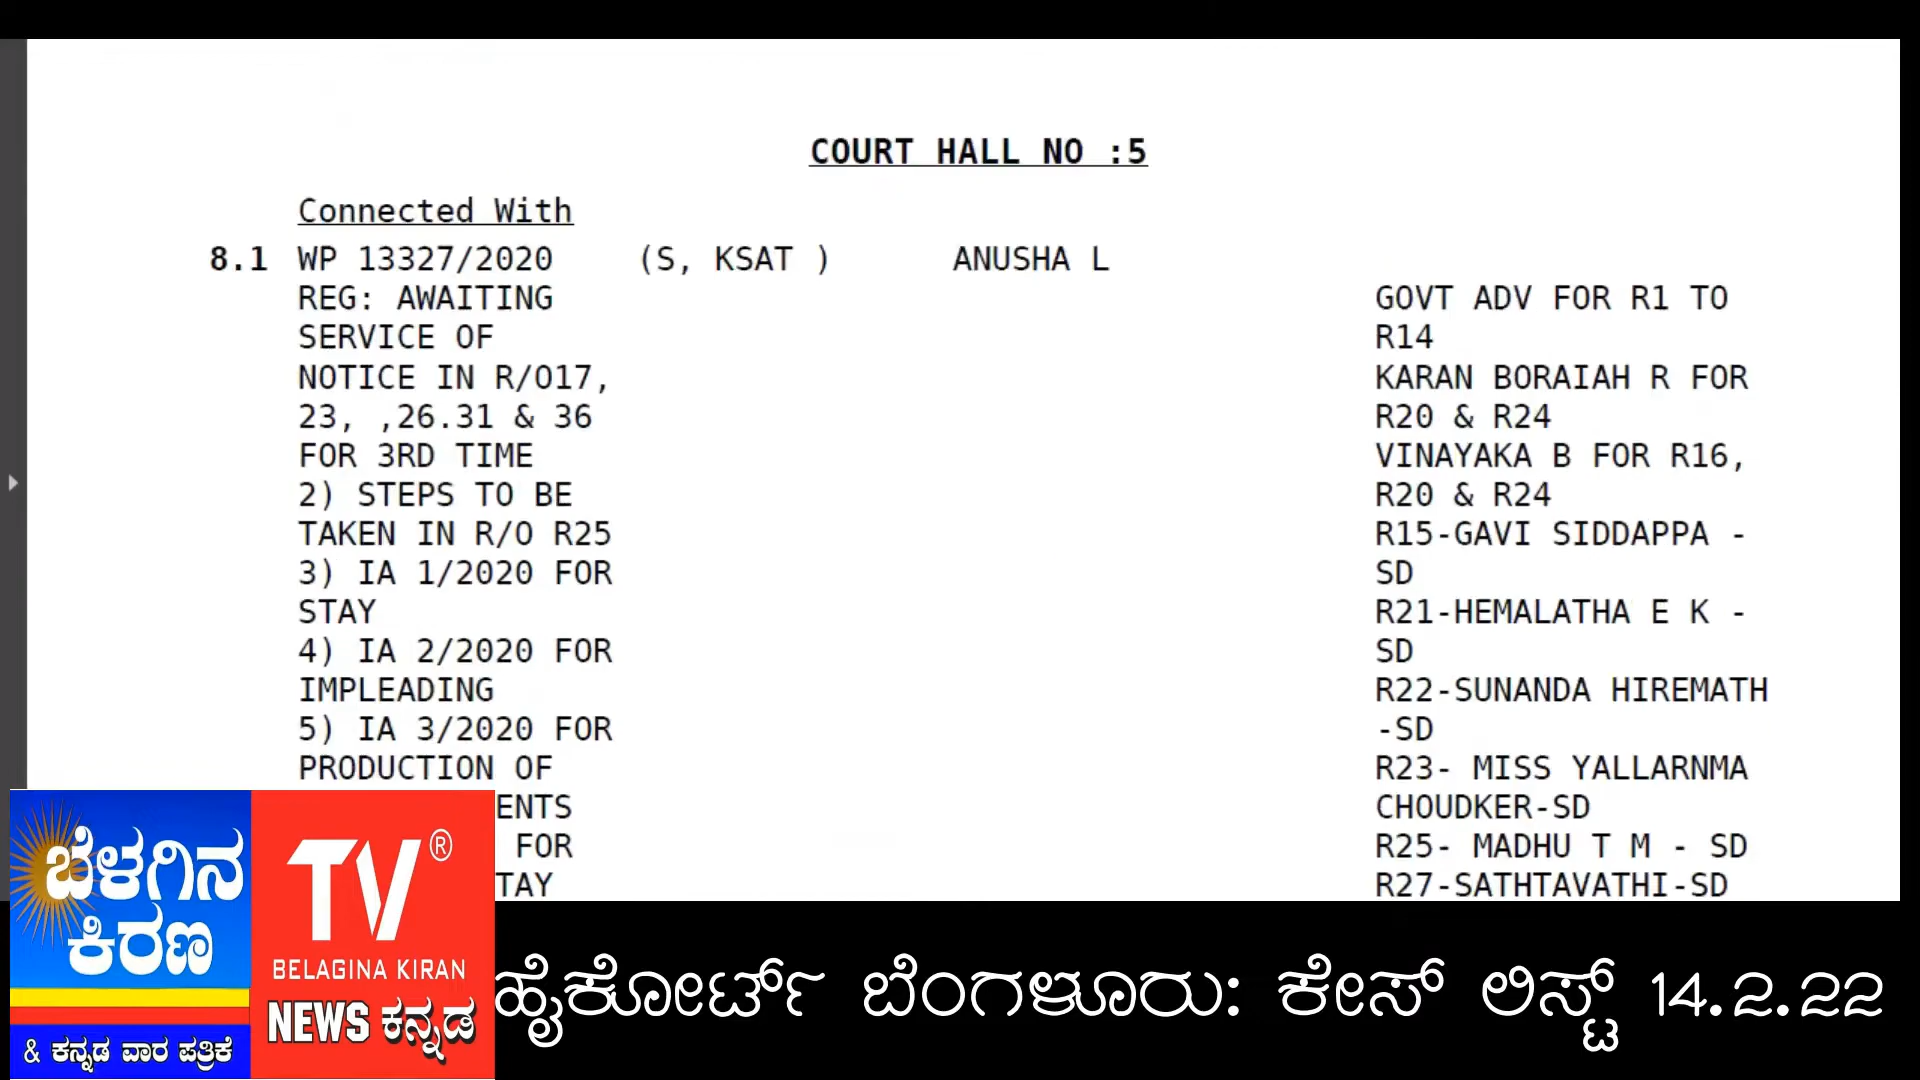 COURT HALL NO :5
Connected With
8.1 WP 13327/2020 (S, KSAT ) ANUSHA L
REG: AWAITING
SERVICE OF
NOTICE IN R/O17,
23, ,26.31 & 36
FOR 3RD TIME
2) STEPS TO BE
TAKEN IN R/O R25
3) IA 1/2020 FOR
STAY
4) IA 2/2020 FOR
IMPLEADING
5) IA 3/2020 FOR
PRODUCTION OF
ENTS
FOR
TAY
GOVT ADV FOR R1 TO
R14
KARAN BORAIAH R FOR
R20 & R24
VINAYAKA B FOR R16,
R20 & R24
R15-GAVI SIDDAPPA -
SD
R21-HEMALATHA E K -
SD
R22-SUNANDA HIREMATH
-SD
R23- MISS YALLARNMA
CHOUDKER-SD
R25- MADHU T M - SD
R27-SATHTAVATHI-SD
ಬೆಳಗಿನ
ಕಿರಣ
& ಕನ್ನಡ ವಾರ ಪತ್ರಿಕೆ
TV®
BELAGINA KIRAN
NEWS ಕನ್ನಡ
ಹೈಕೋರ್ಟ್ ಬೆಂಗಳೂರು: ಕೇಸ್ ಲಿಸ್ಟ್ 14.2.22